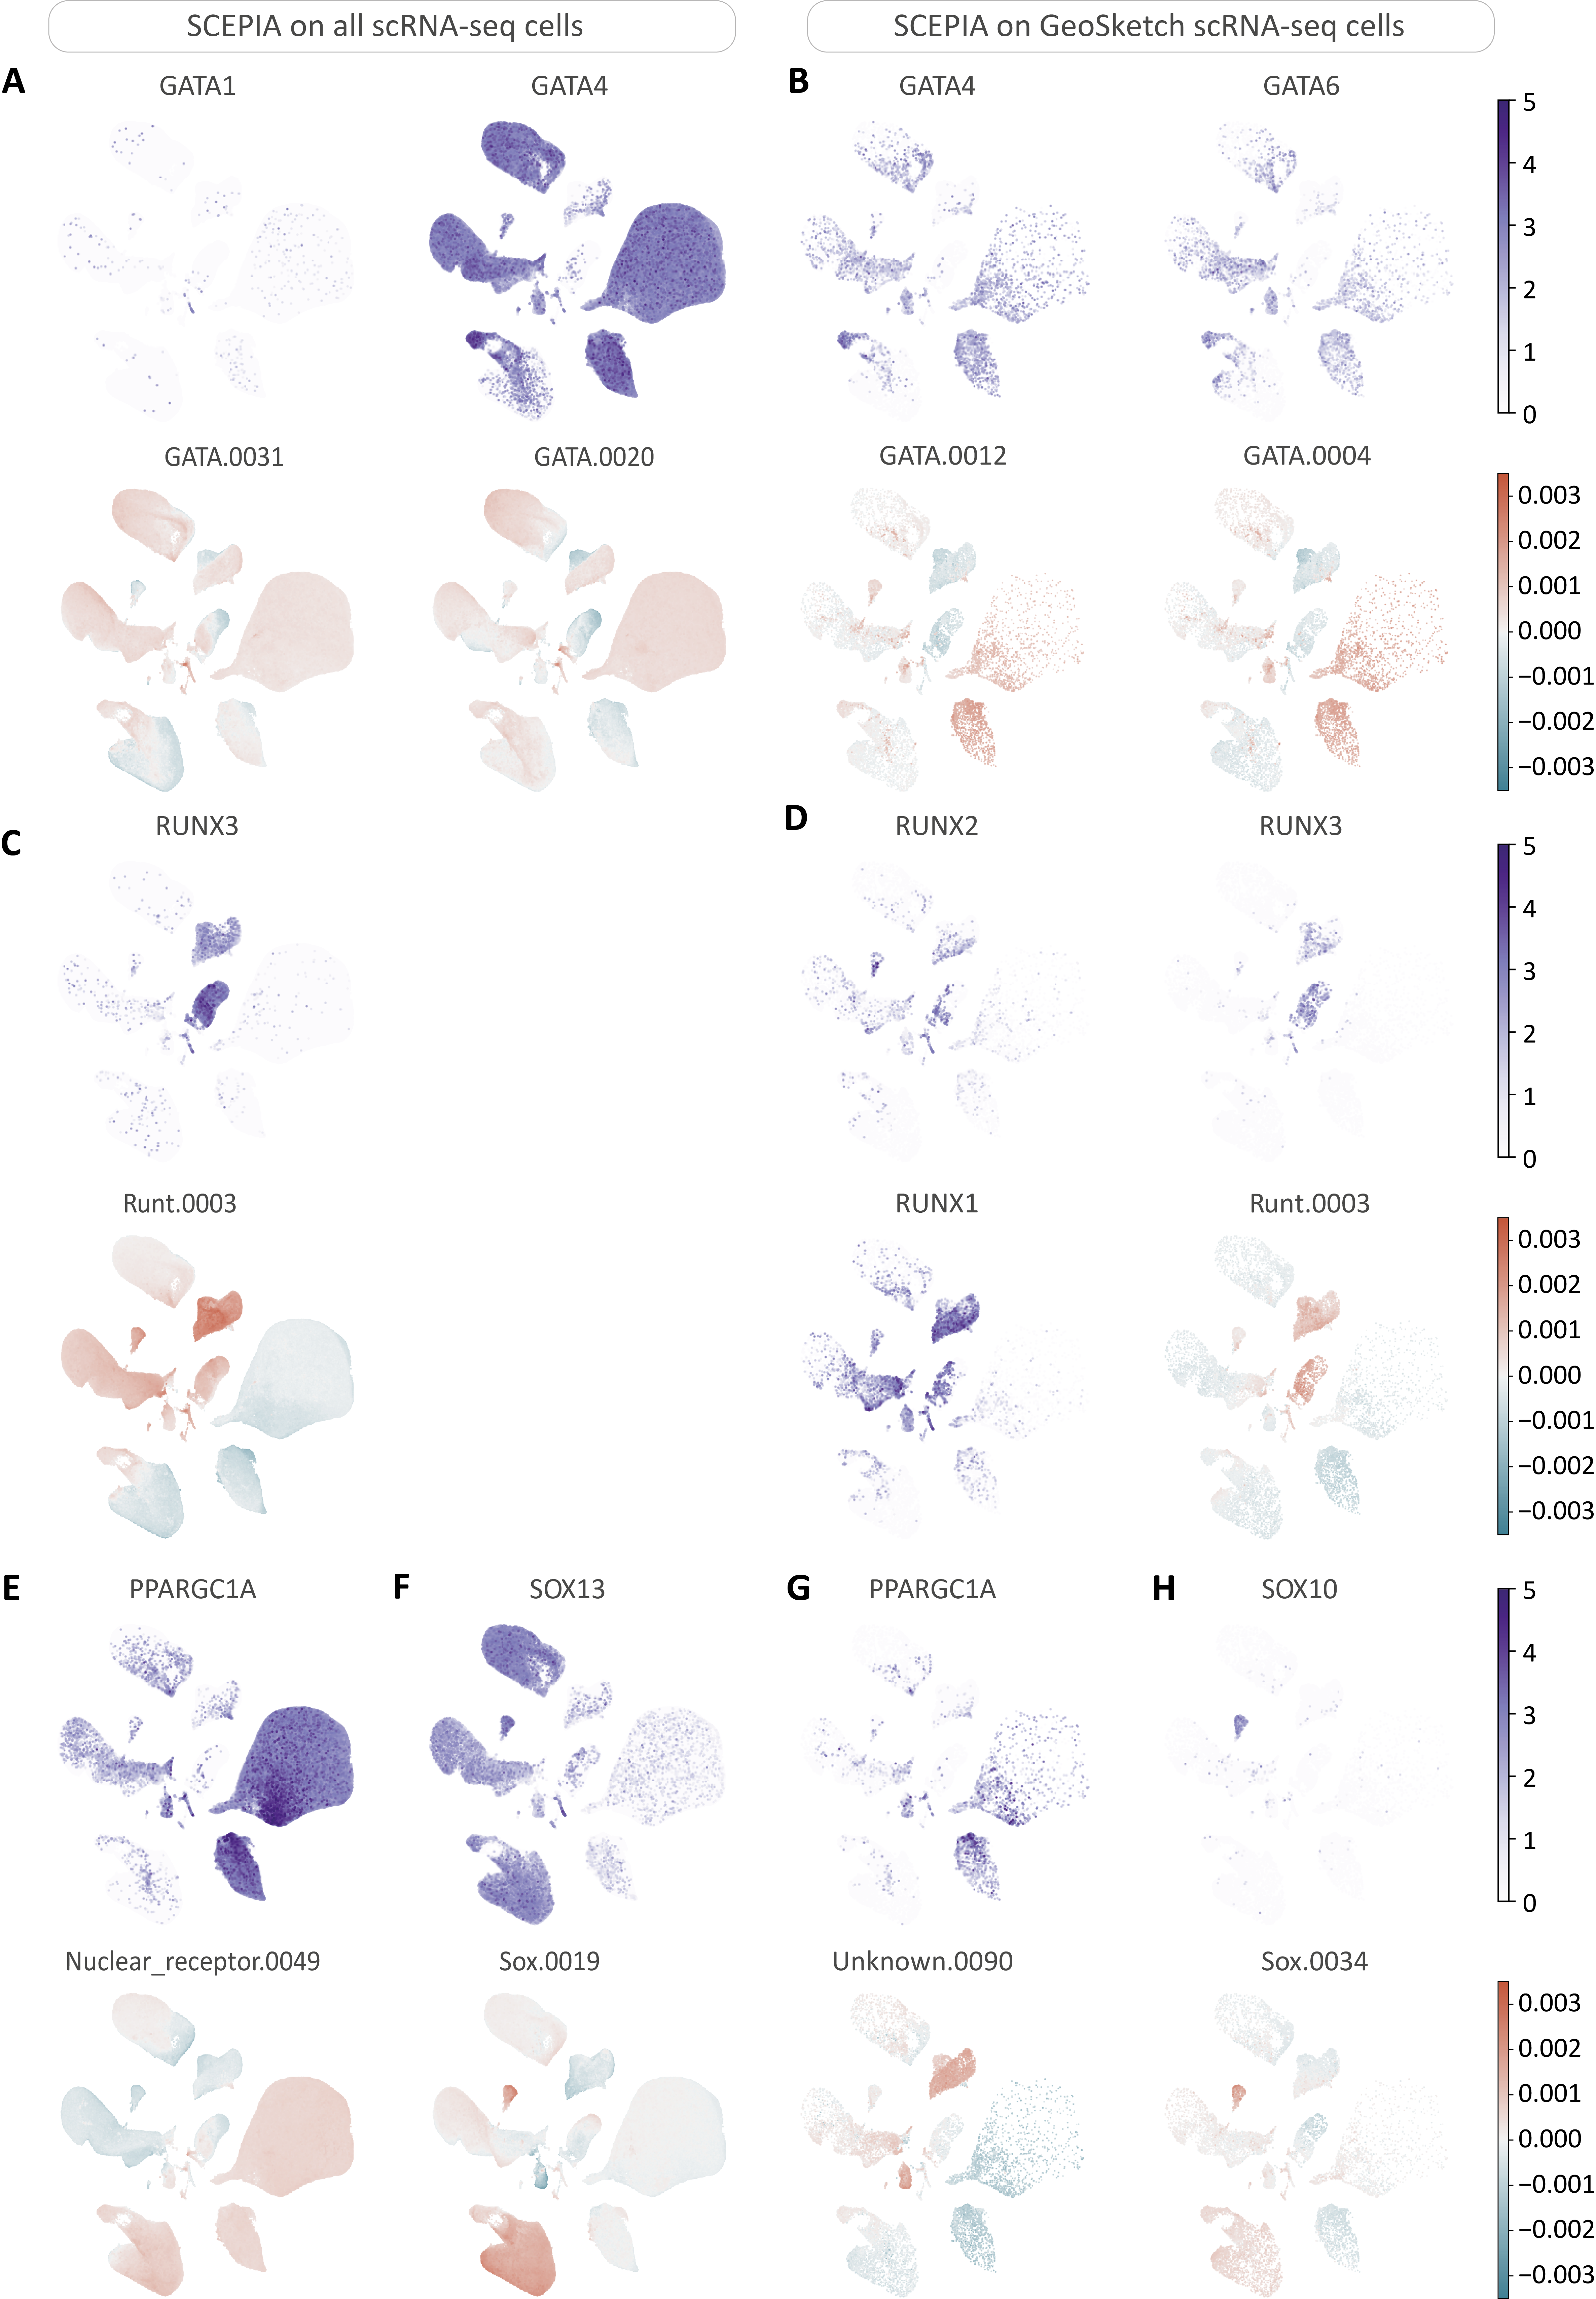 SCEPIA on all scRNA-seq cells
SCEPIA on GeoSketch scRNA-seq cells
A
GATA1
GATA4
B
GATA4
GATA6
5
4
3
2
1
0
GATA.0031
GATA.0020
GATA.0012
GATA.0004
0.003
0.002
0.001
0.000
−0.001
−0.002
−0.003
C
RUNX3
D
RUNX2
RUNX3
5
4
3
2
1
0
Runt.0003
RUNX1
Runt.0003
0.003
0.002
0.001
0.000
−0.001
−0.002
−0.003
E
PPARGC1A
F
SOX13
G
PPARGC1A
H
SOX10
5
4
3
2
1
0
Nuclear_receptor.0049
Sox.0019
Unknown.0090
Sox.0034
0.003
0.002
0.001
0.000
−0.001
−0.002
−0.003